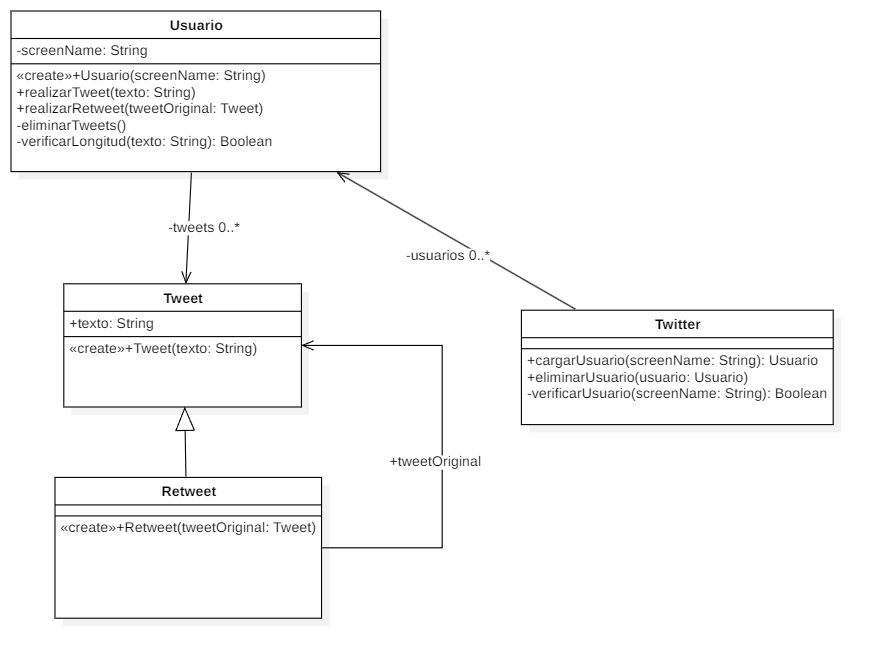 Usuario
-screenName: String
«create»+Usuario(screenName: String)
+realizarTweet(texto: String)
+realizarRetweet(tweetOriginal: Tweet)
-eliminarTweets()
-verificarLongitud(texto: String): Boolean
-tweets 0..*
-usuarios 0..*
Tweet
+texto: String
«create»+Tweet(texto: String)
Twitter
+cargarUsuario(screenName: String): Usuario
+eliminarUsuario(usuario: Usuario)
-verificarUsuario(screenName: String): Boolean
+tweetOriginal
Retweet
«create»+Retweet(tweetOriginal: Tweet)